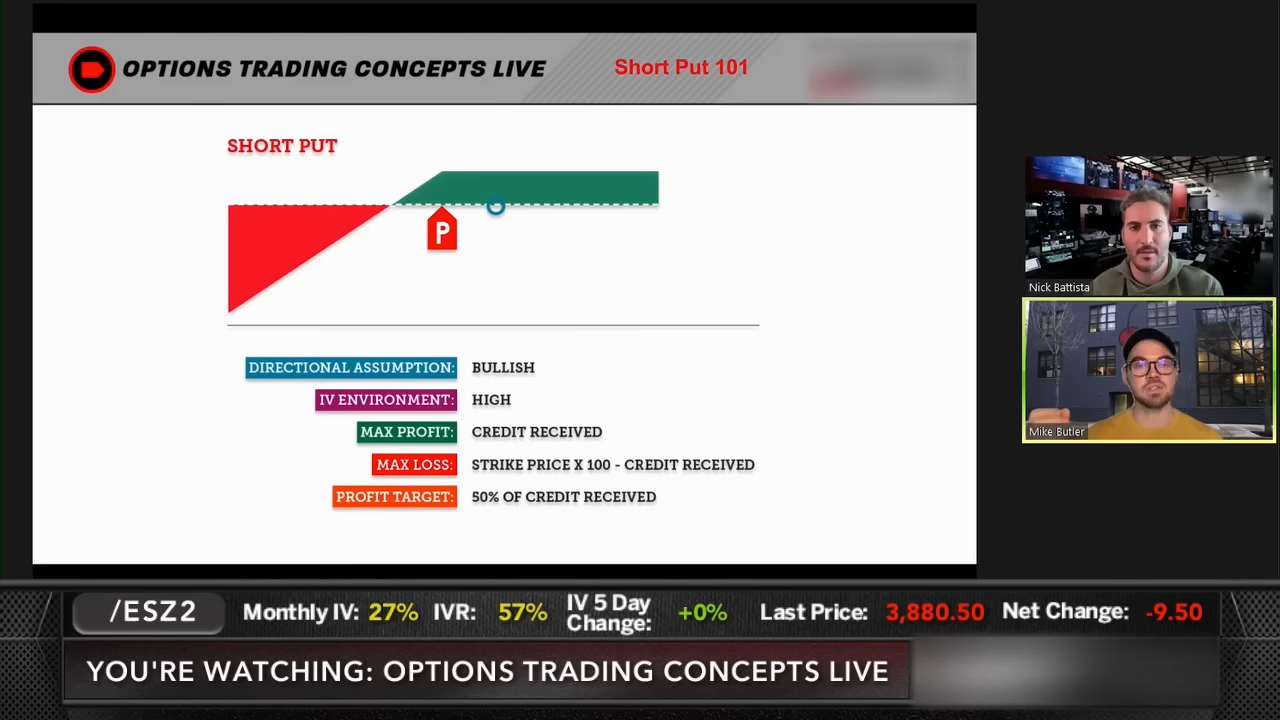 OPTIONS TRADING CONCEPTS LIVE
Short Put 101
SHORT PUT
P
DIRECTIONAL ASSUMPTION: BULLISH
IV ENVIRONMENT: HIGH
MAX PROFIT: CREDIT RECEIVED
MAX LOSS: STRIKE PRICE X 100 - CREDIT RECEIVED
PROFIT TARGET: 50% OF CREDIT RECEIVED
Nick Battista
Mike Butler
/ESZ2 Monthly IV: 27% IVR: 57% IV 5 Day Change: +0% Last Price: 3,880.50 Net Change: -9.50
YOU'RE WATCHING: OPTIONS TRADING CONCEPTS LIVE